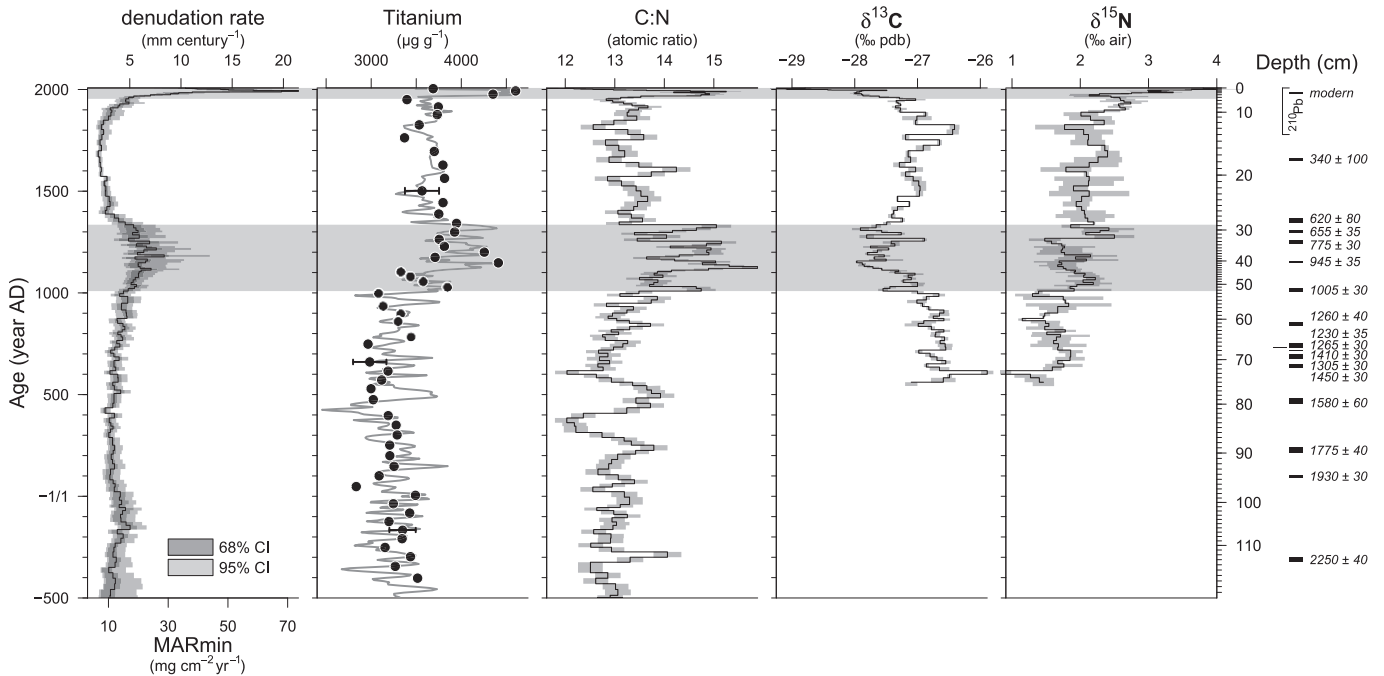 denudation rate
(mm century⁻¹)
5 10 20
Titanium
(µg g⁻¹)
3000 4000
C:N
(atomic ratio)
12 13 14 15
δ¹³C
(‰ pdb)
−29 −28 −27 −26
δ¹⁵N
(‰ air)
1 2 3 4
Depth (cm)
Age (year AD)
2000
1500
1000
500
−1/1
−500
68% CI
95% CI
10 30 50 70
MARmin
(mg cm⁻² yr⁻¹)
0
10
20
30
40
50
60
70
80
90
100
110
²¹⁰Pb
modern
340 ± 100
620 ± 80
655 ± 35
775 ± 30
945 ± 35
1005 ± 30
1260 ± 40
1230 ± 35
1265 ± 30
1410 ± 30
1305 ± 30
1450 ± 30
1580 ± 60
1775 ± 40
1930 ± 30
2250 ± 40